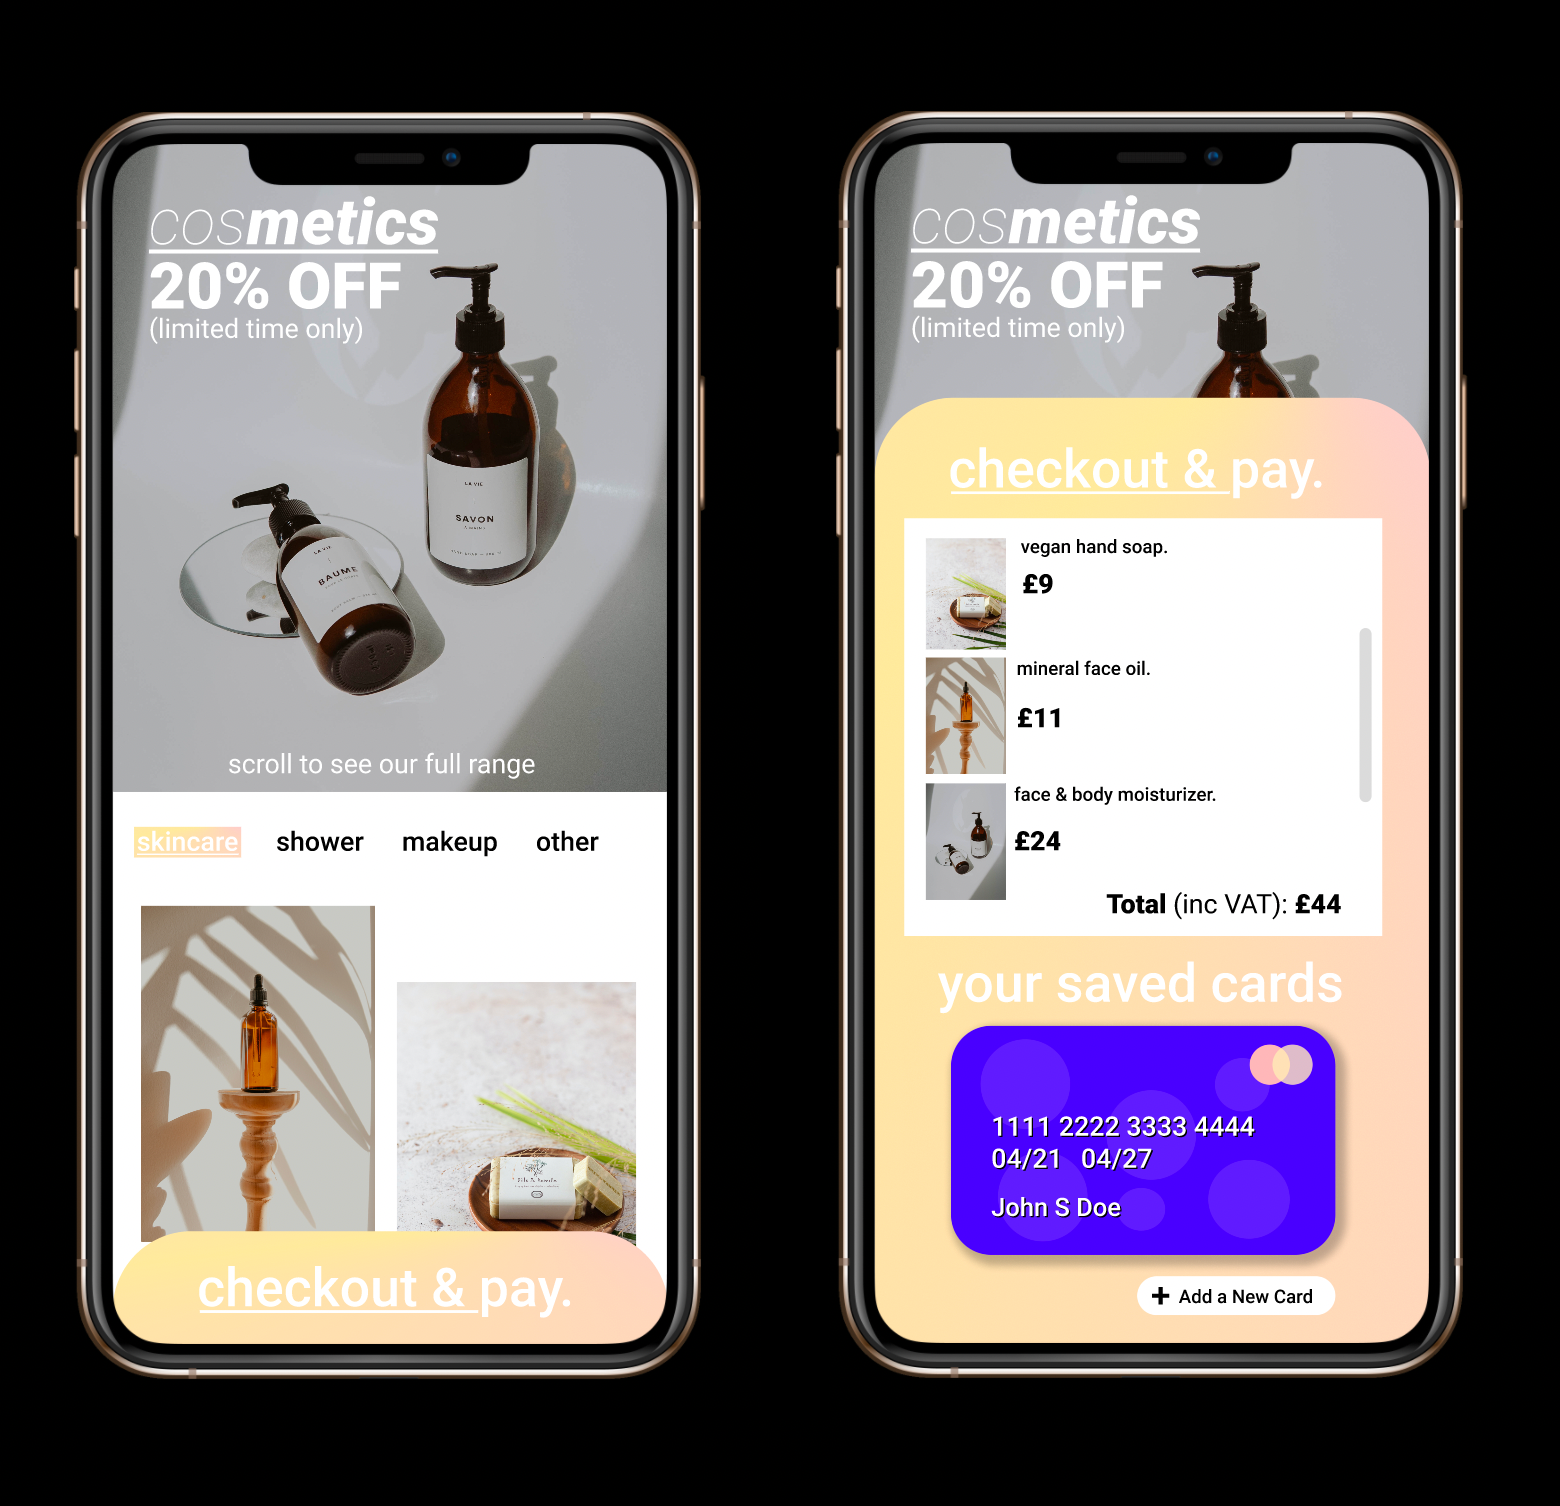 cosmetics
20% OFF
(limited time only)
LA VIE
SAVON
LA VIE
BAUME
scroll to see our full range
skincare shower makeup other
checkout & pay.
cosmetics
20% OFF
(limited time only)
checkout & pay.
vegan hand soap.
£9
mineral face oil.
£11
face & body moisturizer.
£24
Total (inc VAT): £44
your saved cards
1111 2222 3333 4444
04/21 04/27
John S Doe
+ Add a New Card